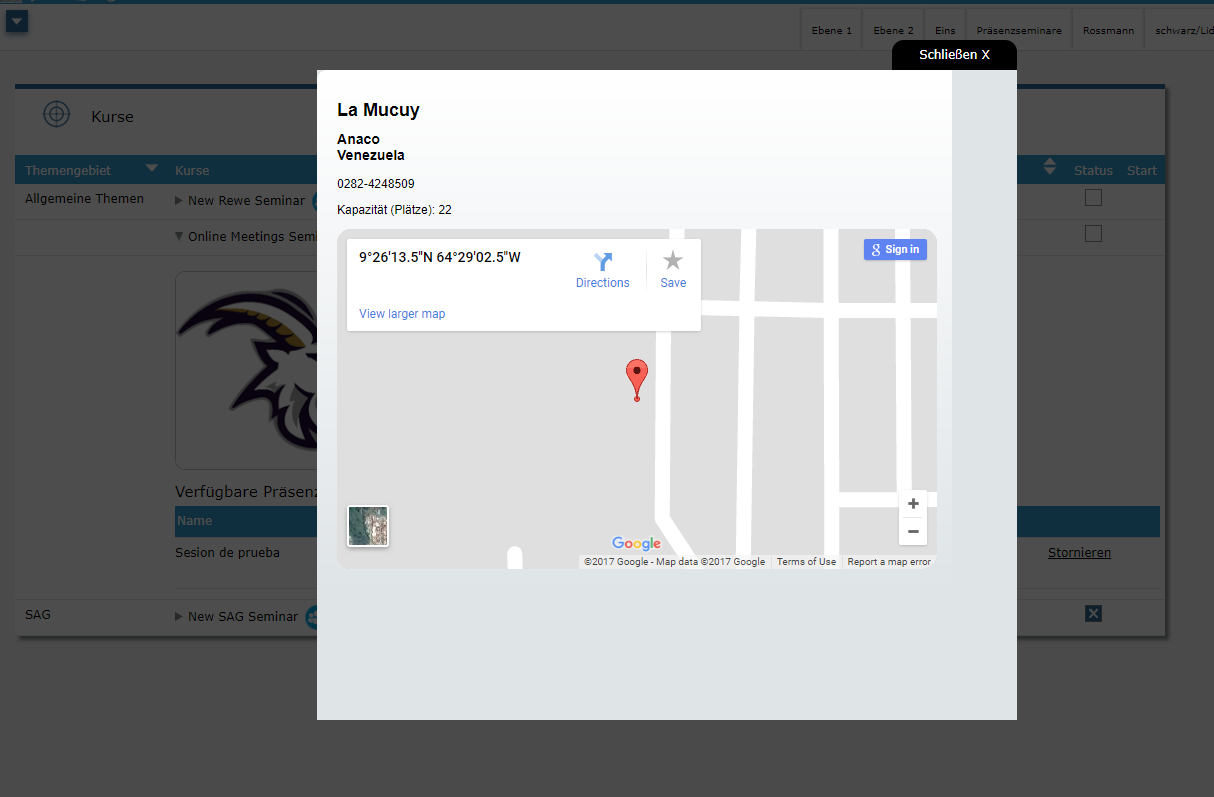 Ebene 1
Ebene 2
Eins
Präsenzseminare
Rossmann
schwarz/Lid
Schließen X
Kurse
Themengebiet
Kurse
Status
Start
Allgemeine Themen
New Rewe Seminar
Online Meetings Semi
Verfügbare Präsenz
Name
Sesion de prueba
Stornieren
SAG
New SAG Seminar
La Mucuy
Anaco
Venezuela
0282-4248509
Kapazität (Plätze): 22
9°26'13.5"N 64°29'02.5"W
Directions
Save
View larger map
g Sign in
+
−
Google
©2017 Google - Map data ©2017 Google
Terms of Use
Report a map error